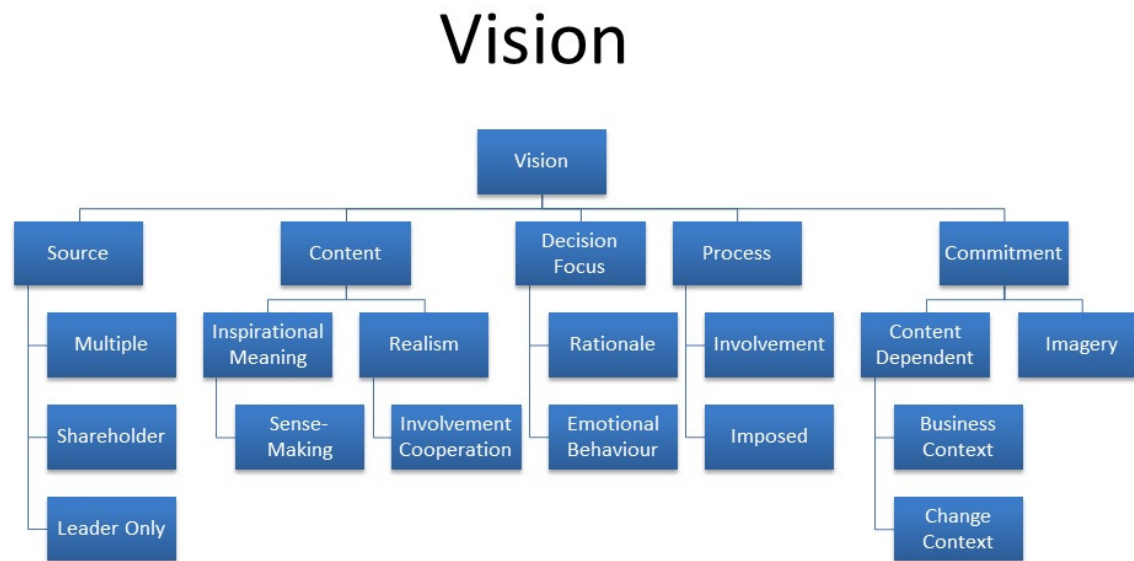 Vision
Vision
Source
Content
Decision
Focus
Process
Commitment
Multiple
Inspirational
Meaning
Realism
Rationale
Involvement
Content
Dependent
Imagery
Shareholder
Sense-
Making
Involvement
Cooperation
Emotional
Behaviour
Imposed
Business
Context
Leader Only
Change
Context